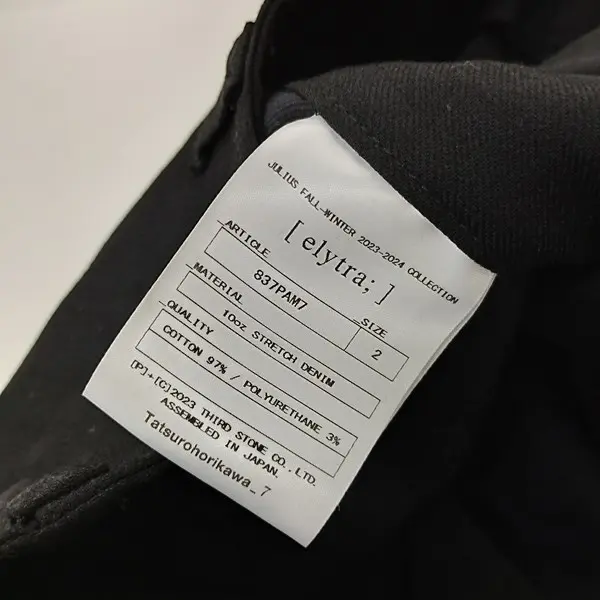 JULIUS FALL-WINTER 2023-2024 COLLECTION
[elytra;]
_ARTICLE _SIZE
837PAM7 2
_MATERIAL
10oz STRETCH DENIM
_QUALITY
COTTON 97% / POLYURETHANE 3%
[P]+[C]2023 THIRD STONE CO.,LTD.
ASSEMBLED IN JAPAN.
Tatsurohorikawa_7